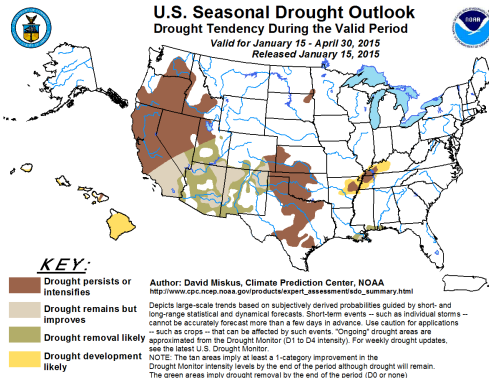 U.S. Seasonal Drought Outlook
Drought Tendency During the Valid Period
Valid for January 15 - April 30, 2015
Released January 15, 2015
NOAA
KEY:
Drought persists or
intensifies
Drought remains but
improves
Drought removal likely
Drought development
likely
Author: David Miskus, Climate Prediction Center, NOAA
http://www.cpc.ncep.noaa.gov/products/expert_assessment/sdo_summary.html
Depicts large-scale trends based on subjectively derived probabilities guided by short- and
long-range statistical and dynamical forecasts. Short-term events -- such as individual storms --
cannot be accurately forecast more than a few days in advance. Use caution for applications
-- such as crops -- that can be affected by such events. "Ongoing" drought areas are
approximated from the Drought Monitor (D1 to D4 intensity). For weekly drought updates,
see the latest U.S. Drought Monitor.
NOTE: The tan areas imply at least a 1-category improvement in the
Drought Monitor intensity levels by the end of the period although drought will remain.
The green areas imply drought removal by the end of the period (D0 or none)